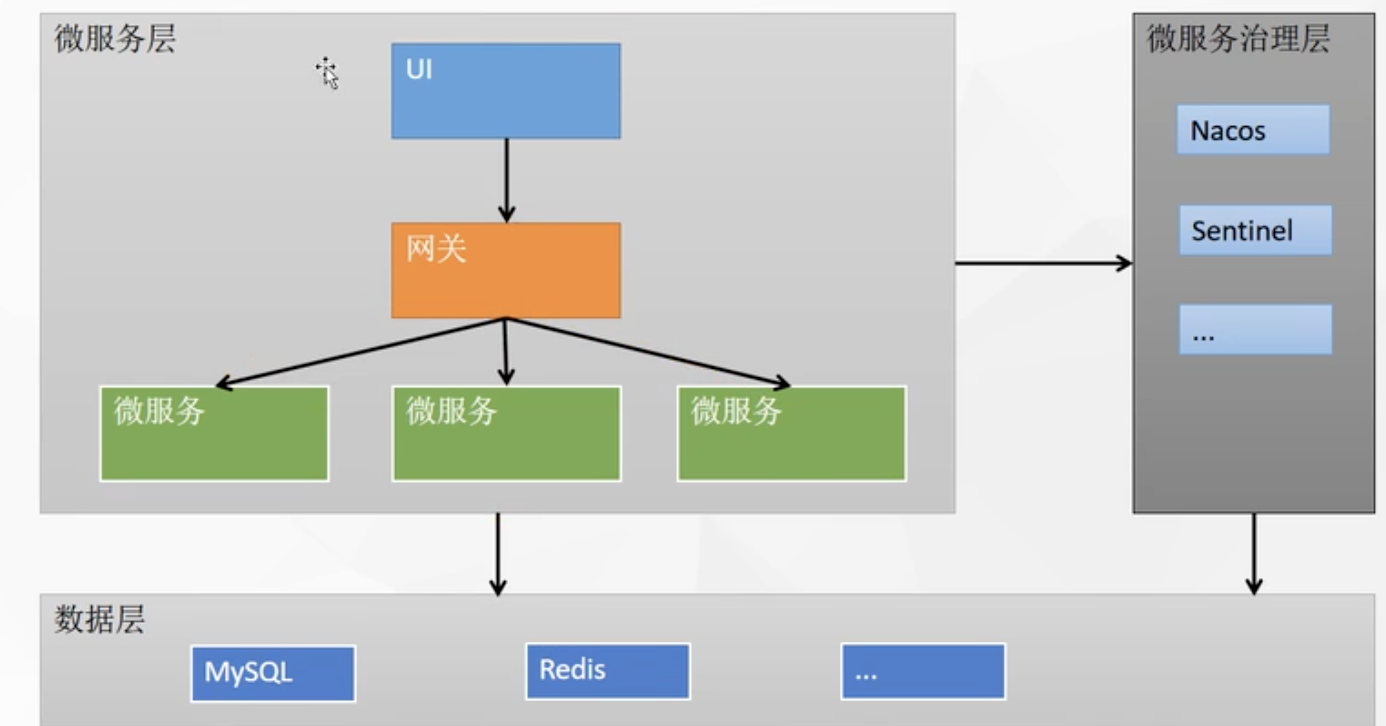 微服务层
UI
网关
微服务
微服务
微服务
微服务治理层
Nacos
Sentinel
...
数据层
MySQL
Redis
...